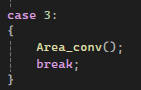 case 3:
{
    Area_conv();
    break;
}